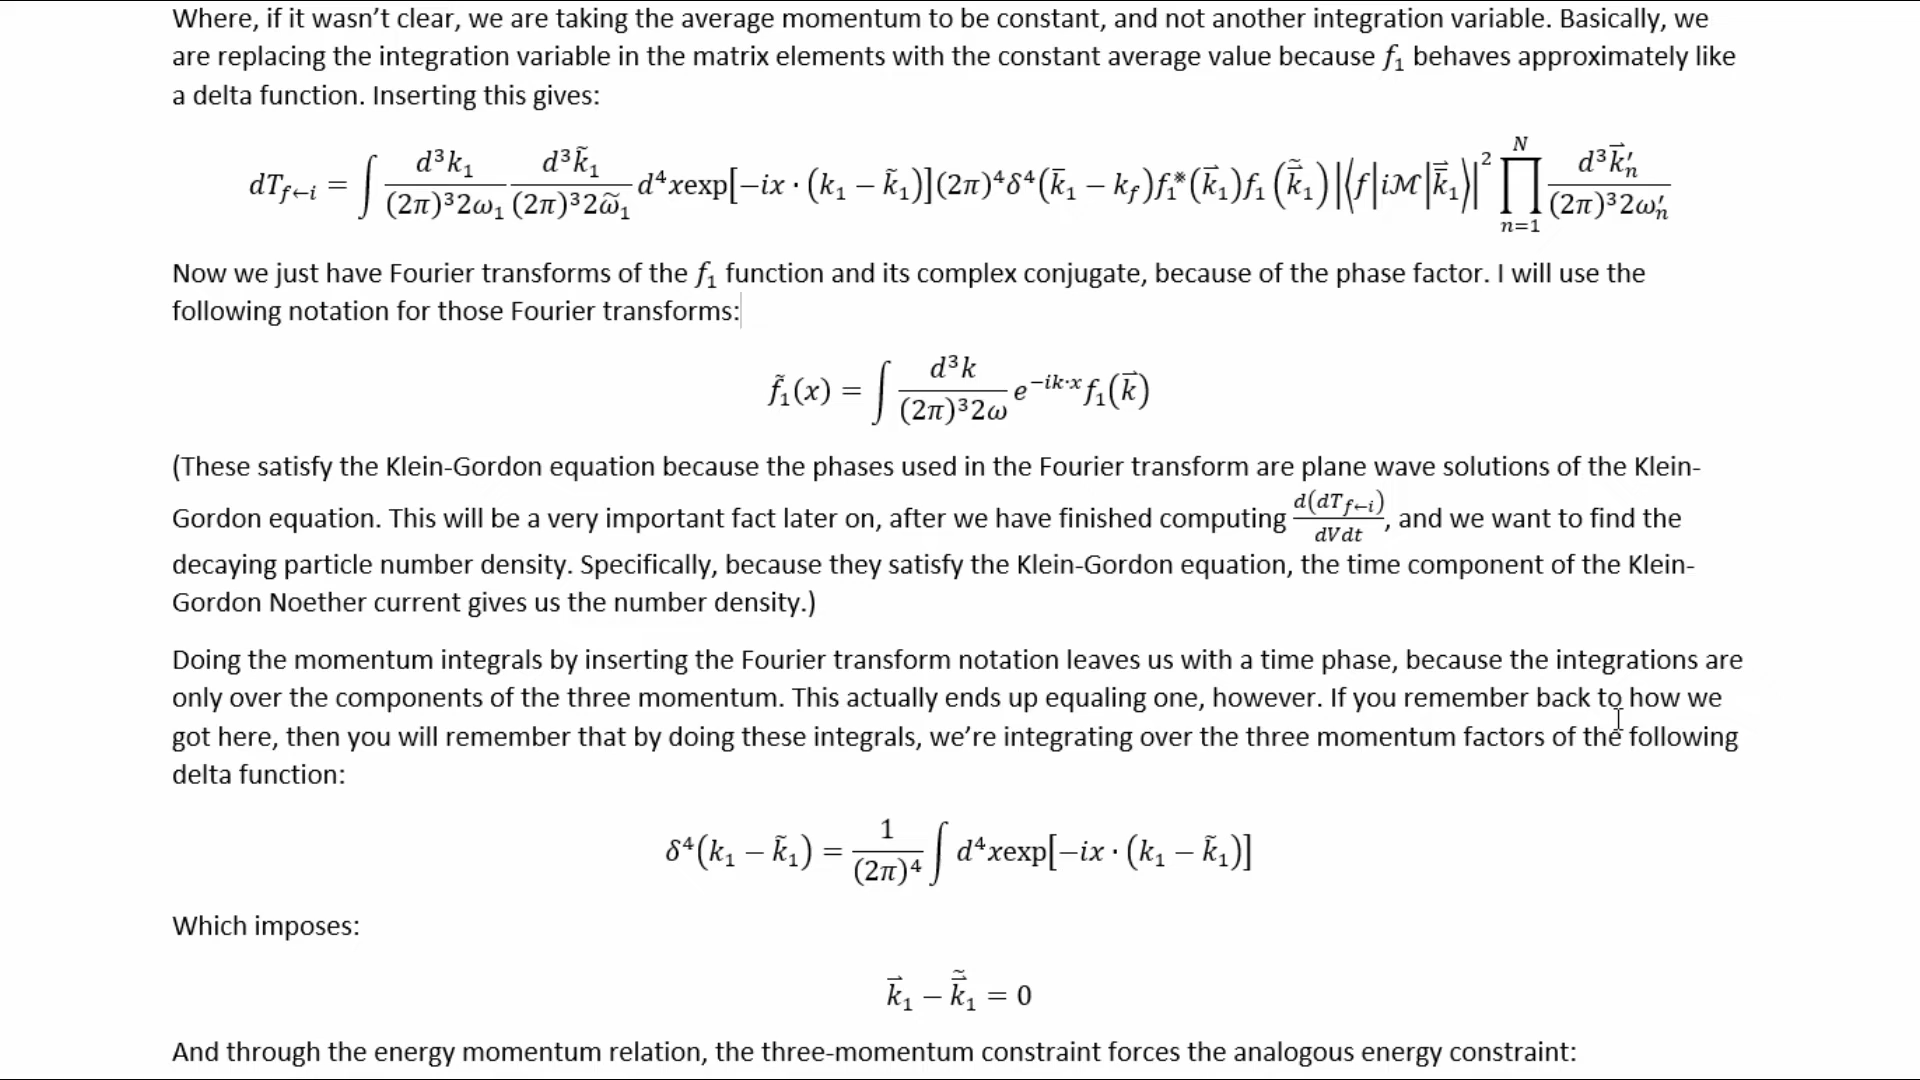 Where, if it wasn’t clear, we are taking the average momentum to be constant, and not another integration variable. Basically, we
are replacing the integration variable in the matrix elements with the constant average value because f₁ behaves approximately like
a delta function. Inserting this gives:
dT_{f←i} = ∫ d³k₁/((2π)³2ω₁) d³k̃₁/((2π)³2ω̃₁) d⁴xexp[−ix · (k₁ − k̃₁)](2π)⁴δ⁴(k̄₁ − k_f)f₁*(k⃗₁)f₁(k̃⃗₁)|⟨f|iℳ|k̄⃗₁⟩|² ∏_{n=1}^{N} d³k⃗′ₙ/((2π)³2ω′ₙ)
Now we just have Fourier transforms of the f₁ function and its complex conjugate, because of the phase factor. I will use the
following notation for those Fourier transforms:
f̃₁(x) = ∫ d³k/((2π)³2ω) e^{−ik·x} f₁(k⃗)
(These satisfy the Klein-Gordon equation because the phases used in the Fourier transform are plane wave solutions of the Klein-
Gordon equation. This will be a very important fact later on, after we have finished computing d(dT_{f←i})/dVdt, and we want to find the
decaying particle number density. Specifically, because they satisfy the Klein-Gordon equation, the time component of the Klein-
Gordon Noether current gives us the number density.)
Doing the momentum integrals by inserting the Fourier transform notation leaves us with a time phase, because the integrations are
only over the components of the three momentum. This actually ends up equaling one, however. If you remember back to how we
got here, then you will remember that by doing these integrals, we’re integrating over the three momentum factors of the following
delta function:
δ⁴(k₁ − k̃₁) = 1/(2π)⁴ ∫ d⁴xexp[−ix · (k₁ − k̃₁)]
Which imposes:
k⃗₁ − k̃⃗₁ = 0
And through the energy momentum relation, the three-momentum constraint forces the analogous energy constraint: